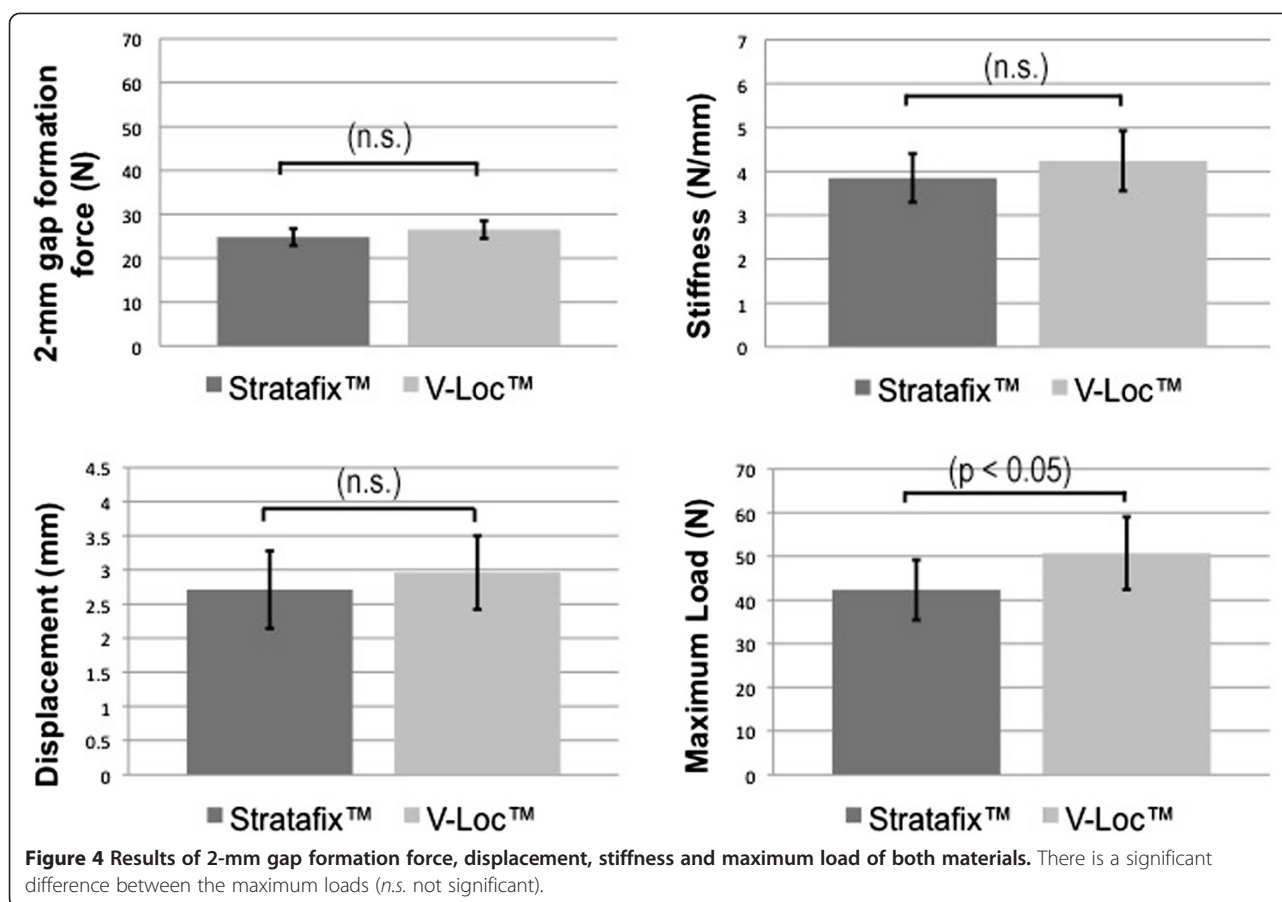 2-mm gap formation
force (N)
70
60
50
40
30
20
10
0
(n.s.)
Stratafix™ V-Loc™
Stiffness (N/mm)
7
6
5
4
3
2
1
0
(n.s.)
Stratafix™ V-Loc™
Displacement (mm)
4.5
4
3.5
3
2.5
2
1.5
1
0.5
0
(n.s.)
Stratafix™ V-Loc™
Maximum Load (N)
70
60
50
40
30
20
10
0
(p < 0.05)
Stratafix™ V-Loc™
Figure 4 Results of 2-mm gap formation force, displacement, stiffness and maximum load of both materials. There is a significant
difference between the maximum loads (n.s. not significant).